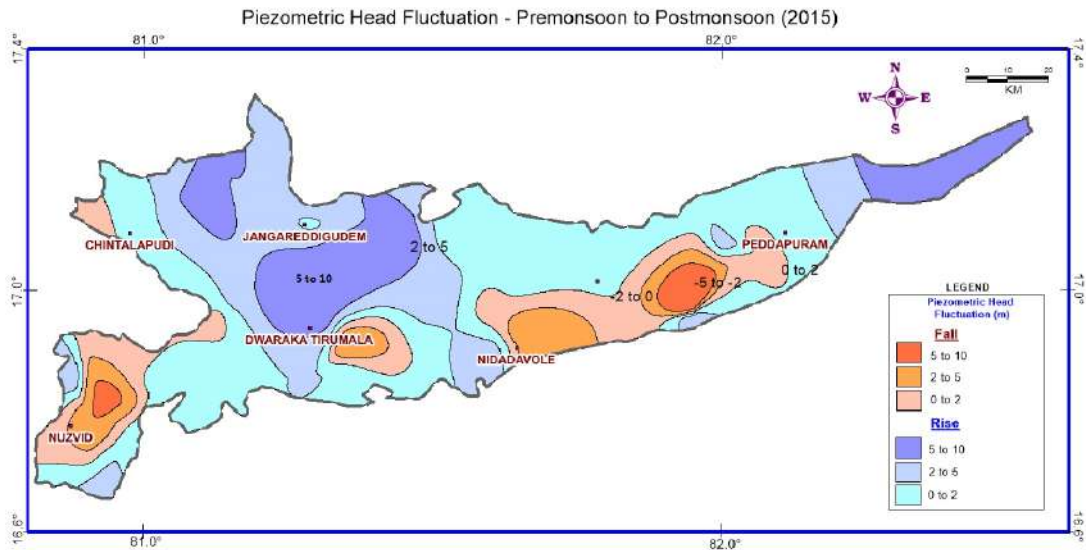 Piezometric Head Fluctuation - Premonsoon to Postmonsoon (2015)
81.0°
82.0°
17.4°
17.4°
N
W E
S
0 10 20
KM
CHINTALAPUDI
JANGAREDDIGUDEM
2 to 5
PEDDAPURAM
5 to 10
0 to 2
-5 to -2
-2 to 0
17.0°
17.0°
DWARAKA TIRUMALA
NIDADAVOLE
NUZVID
LEGEND
Piezometric Head
Fluctuation (m)
Fall
5 to 10
2 to 5
0 to 2
Rise
5 to 10
2 to 5
0 to 2
16.6°
16.6°
81.0°
82.0°